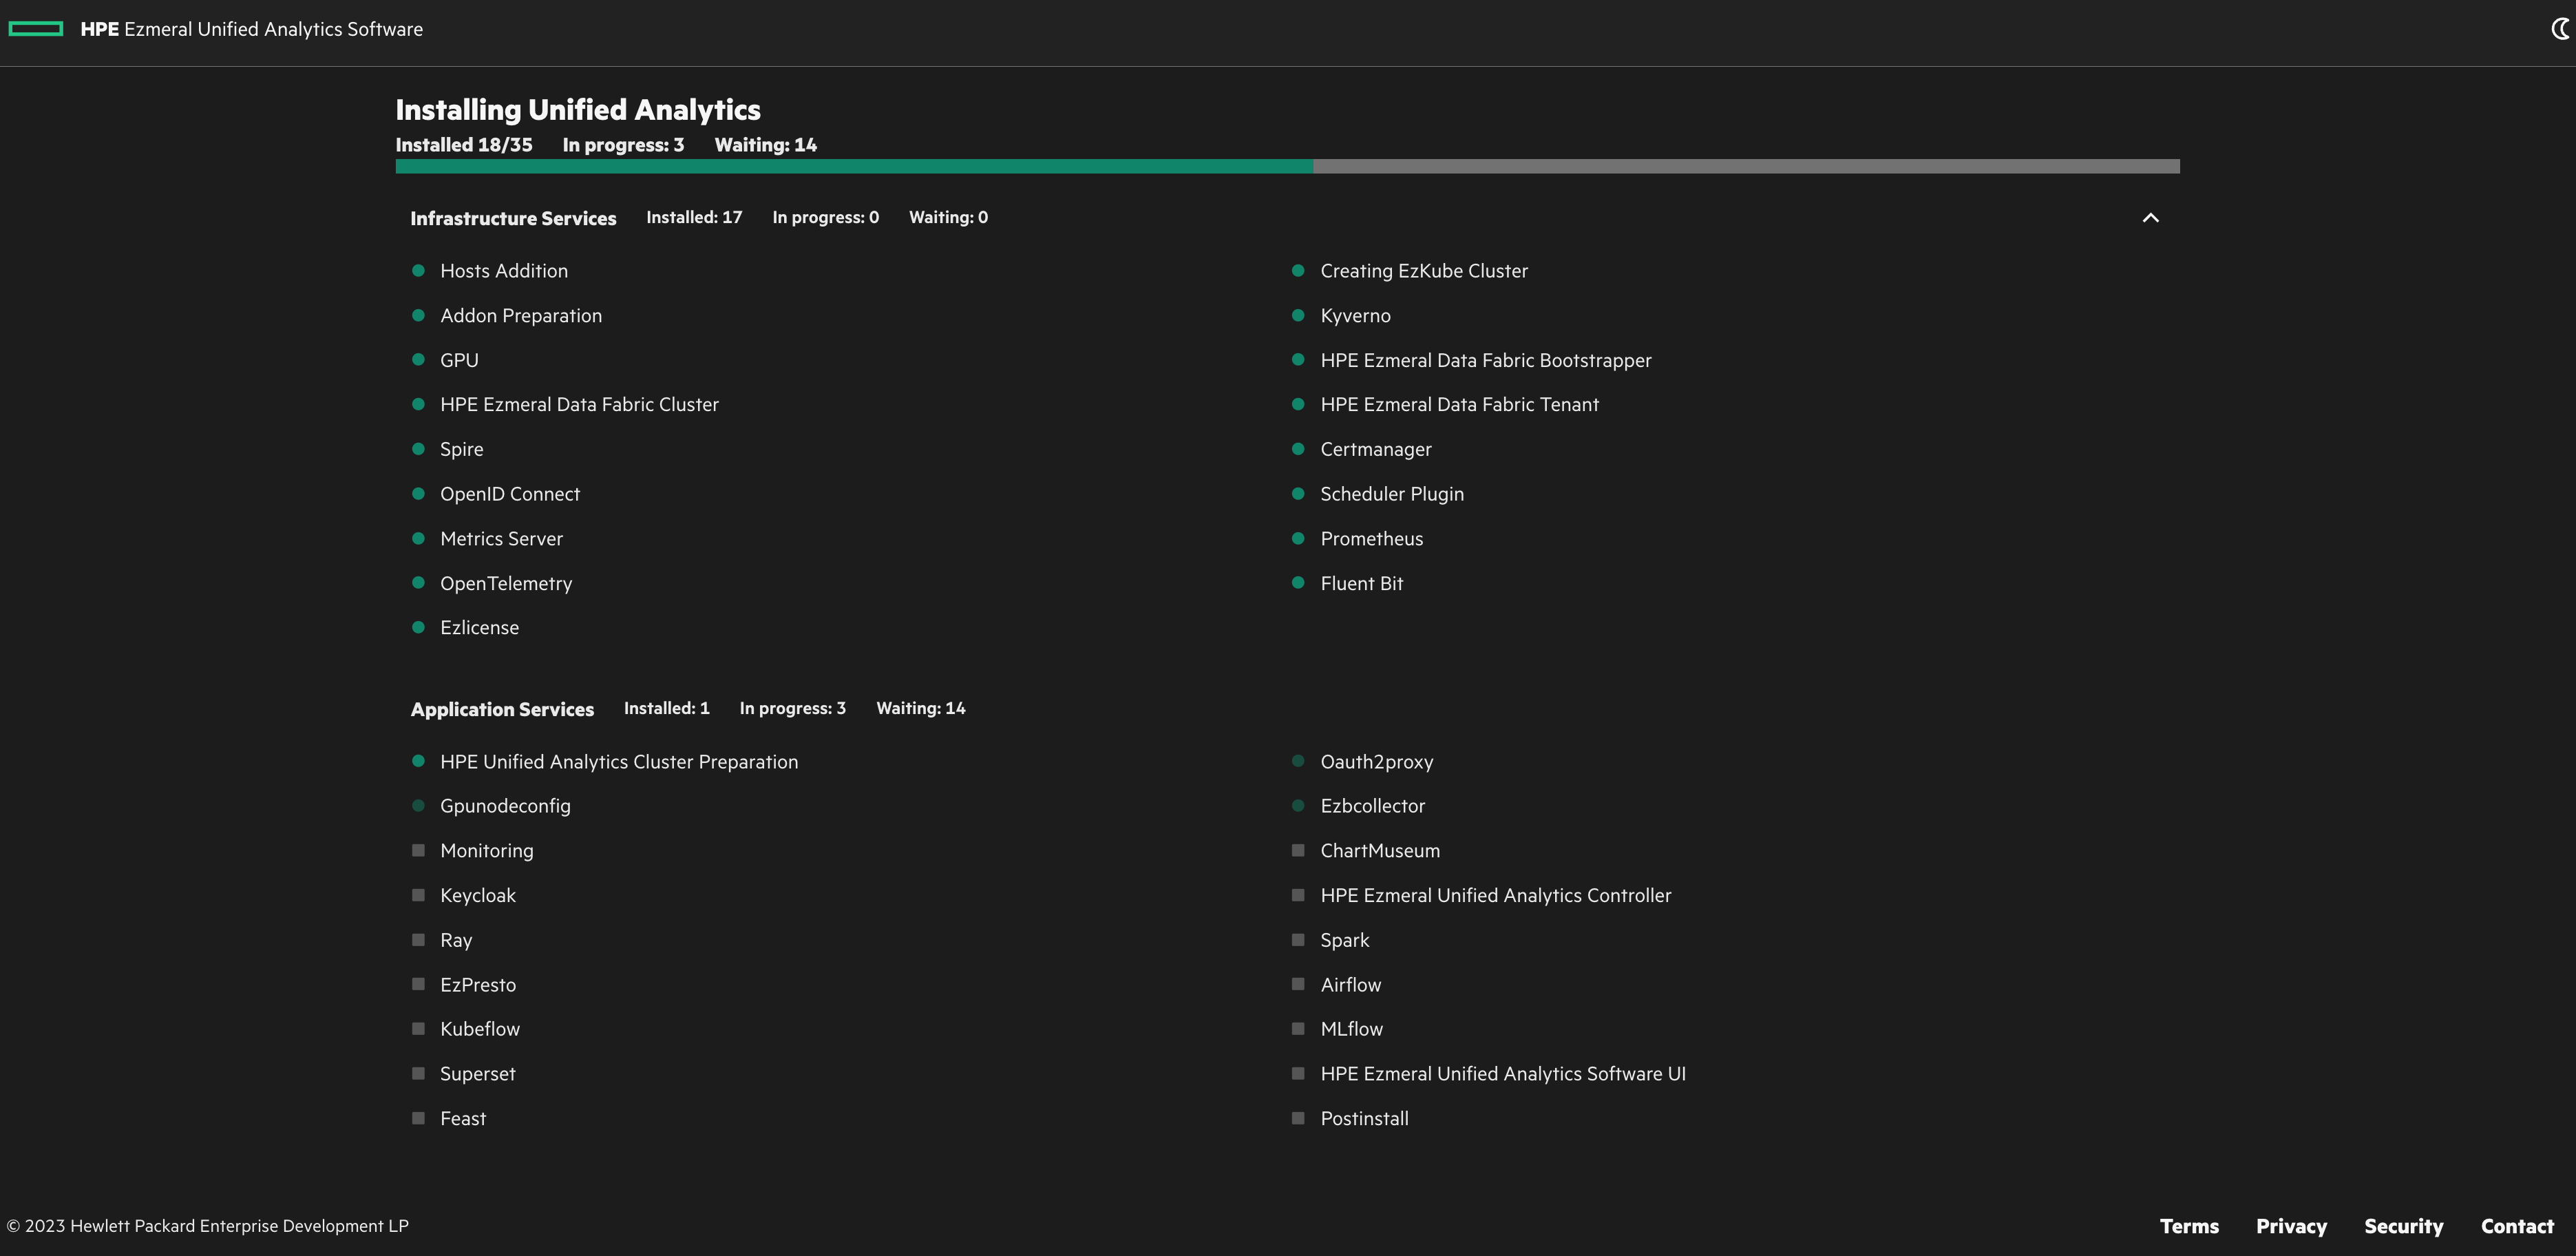 HPE Ezmeral Unified Analytics Software
Installing Unified Analytics
Installed 18/35 In progress: 3 Waiting: 14
Infrastructure Services Installed: 17 In progress: 0 Waiting: 0
Hosts Addition Creating EzKube Cluster
Addon Preparation Kyverno
GPU HPE Ezmeral Data Fabric Bootstrapper
HPE Ezmeral Data Fabric Cluster HPE Ezmeral Data Fabric Tenant
Spire Certmanager
OpenID Connect Scheduler Plugin
Metrics Server Prometheus
OpenTelemetry Fluent Bit
Ezlicense
Application Services Installed: 1 In progress: 3 Waiting: 14
HPE Unified Analytics Cluster Preparation Oauth2proxy
Gpunodeconfig Ezbcollector
Monitoring ChartMuseum
Keycloak HPE Ezmeral Unified Analytics Controller
Ray Spark
EzPresto Airflow
Kubeflow MLflow
Superset HPE Ezmeral Unified Analytics Software UI
Feast Postinstall
© 2023 Hewlett Packard Enterprise Development LP Terms Privacy Security Contact